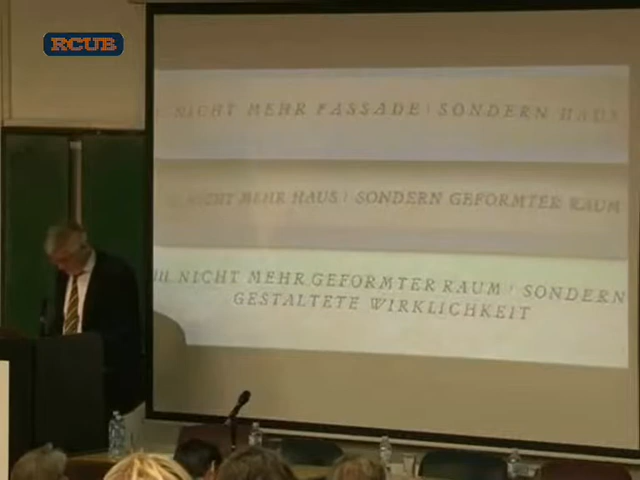 RCUB
NICHT MEHR FASSADE / SONDERN HAUS
NICHT MEHR HAUS / SONDERN GEFORMTER RAUM
III. NICHT MEHR GEFORMTER RAUM / SONDERN
GESTALTETE WIRKLICHKEIT